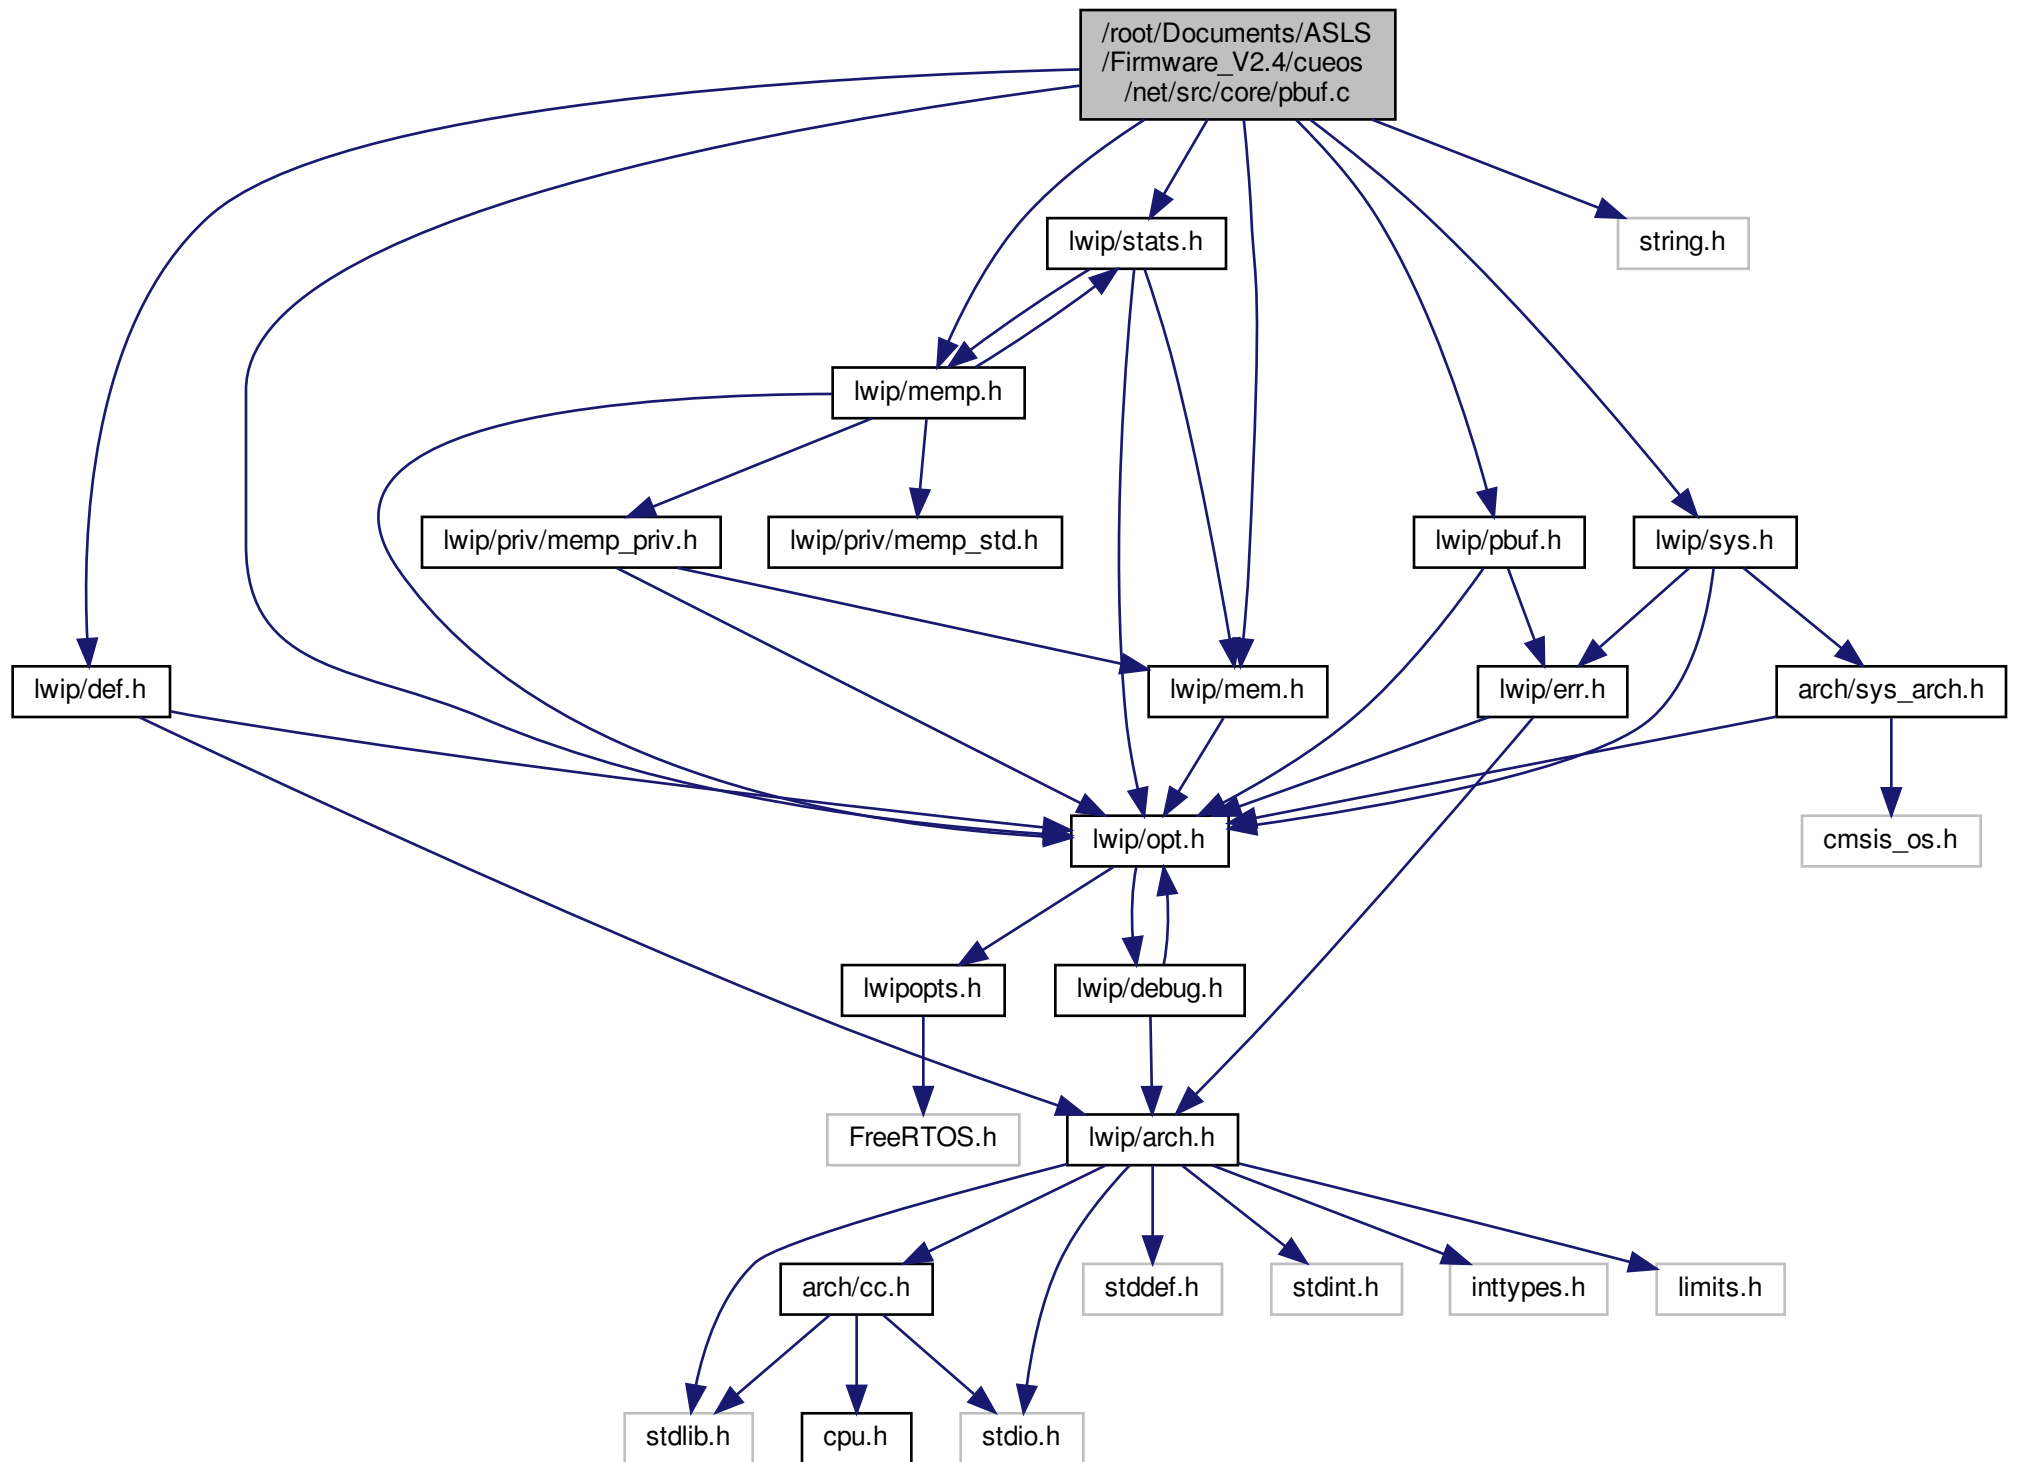 /root/Documents/ASLS
/Firmware_V2.4/cueos
/net/src/core/pbuf.c
lwip/stats.h
string.h
lwip/memp.h
lwip/priv/memp_priv.h
lwip/priv/memp_std.h
lwip/pbuf.h
lwip/sys.h
lwip/def.h
lwip/mem.h
lwip/err.h
arch/sys_arch.h
lwip/opt.h
cmsis_os.h
lwipopts.h
lwip/debug.h
FreeRTOS.h
lwip/arch.h
arch/cc.h
stddef.h
stdint.h
inttypes.h
limits.h
stdlib.h
cpu.h
stdio.h